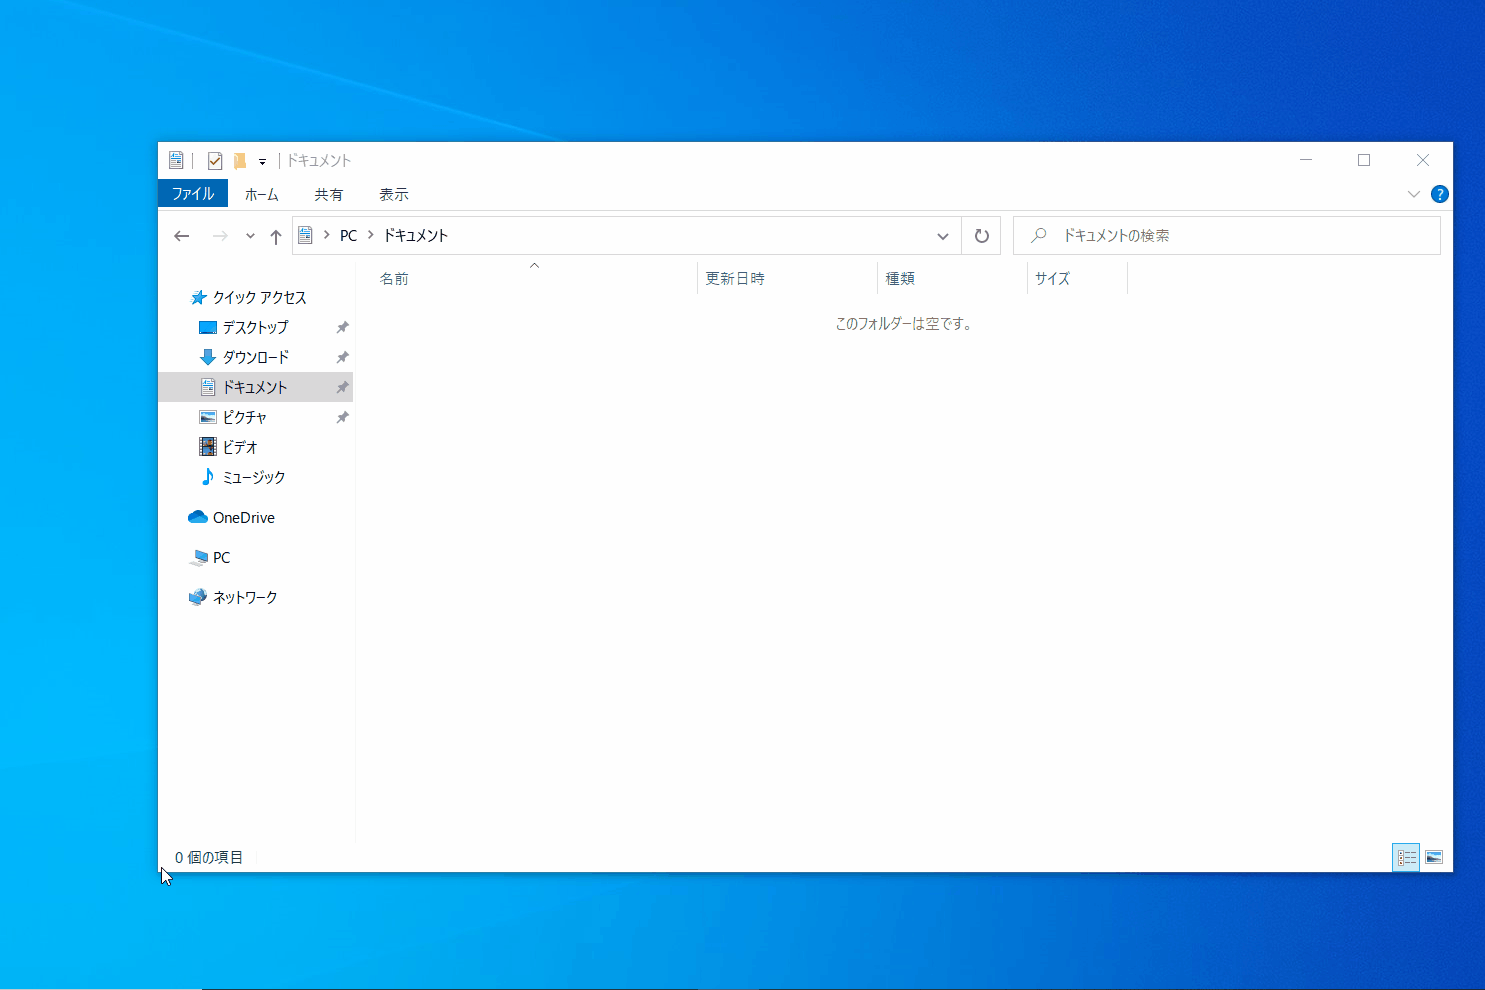 ドキュメント
ファイル ホーム 共有 表示 ?
PC ドキュメント ドキュメントの検索
名前 更新日時 種類 サイズ
このフォルダーは空です。
クイック アクセス
デスクトップ
ダウンロード
ドキュメント
ピクチャ
ビデオ
ミュージック
OneDrive
PC
ネットワーク
0 個の項目